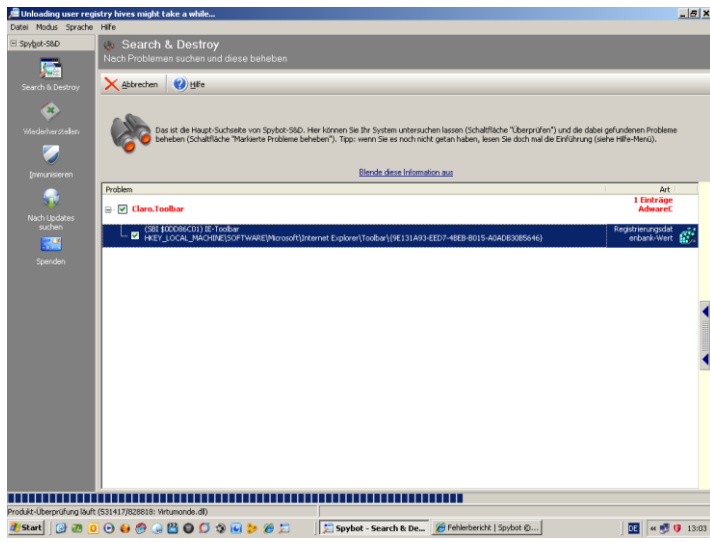 Unloading user registry hives might take a while...
Datei Modus Sprache Hilfe
Spybot-S&D
Search & Destroy
Wiederherstellen
Immunisieren
Nach Updates
suchen
Spenden
Search & Destroy
Nach Problemen suchen und diese beheben
Abbrechen Hilfe
Das ist die Haupt-Suchseite von Spybot-S&D. Hier können Sie Ihr System untersuchen lassen (Schaltfläche "Überprüfen") und die dabei gefundenen Probleme
beheben (Schaltfläche "Markierte Probleme beheben"). Tipp: wenn Sie es noch nicht getan haben, lesen Sie doch mal die Einführung (siehe Hilfe-Menü).
Blende diese Information aus
Problem Art
Claro.Toolbar
1 Einträge
AdwareC
(SBI $0DD86C01) IE-Toolbar
HKEY_LOCAL_MACHINE\SOFTWARE\Microsoft\Internet Explorer\Toolbar\{9E131A93-EED7-4BEB-B015-A0ADB30B5646}
Registrierungsdat
enbank-Wert
Produkt-Überprüfung läuft (531417/828818: Virtumonde.dll)
Start Spybot - Search & De... Fehlerbericht | Spybot ©... DE 13:03